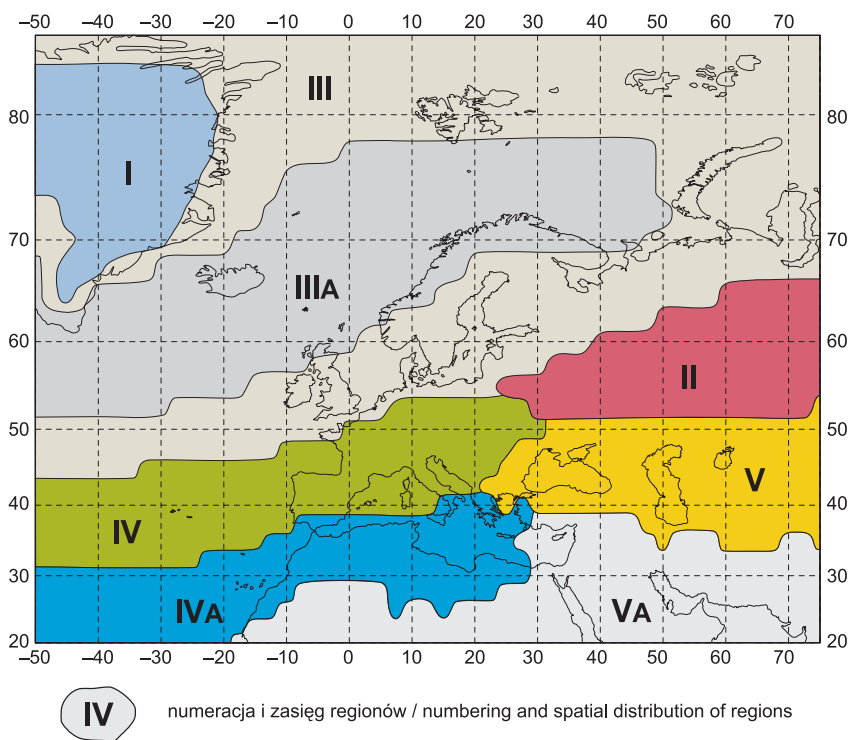 −50 −40 −30 −20 −10 0 10 20 30 40 50 60 70
III
80 80
I
70 70
IIIA
60 60
II
50 50
V
40 40
IV
30 30
IVA VA
20 20
−50 −40 −30 −20 −10 0 10 20 30 40 50 60 70
IV numeracja i zasięg regionów / numbering and spatial distribution of regions